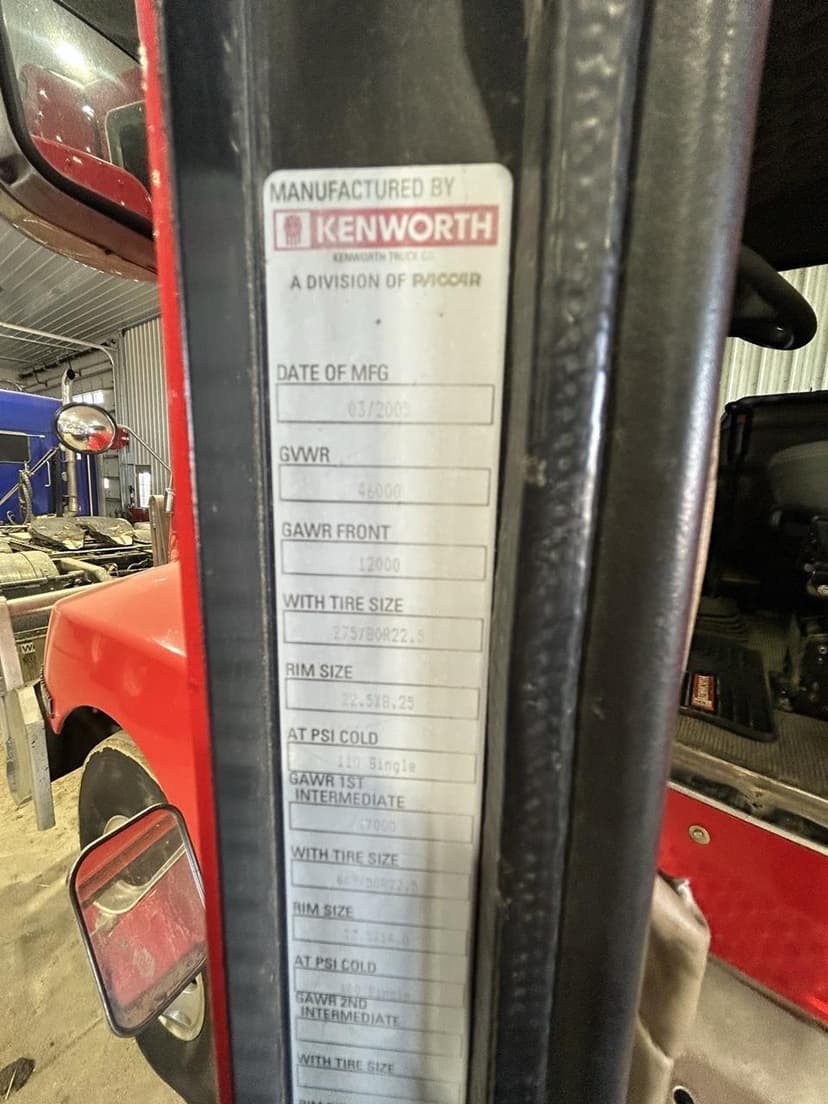 MANUFACTURED BY
KENWORTH
KENWORTH TRUCK CO.
A DIVISION OF PACCAR
DATE OF MFG
03/2005
GVWR
46000
GAWR FRONT
12000
WITH TIRE SIZE
275/80R22.5
RIM SIZE
22.5X8.25
AT PSI COLD
110 Single
GAWR 1ST
INTERMEDIATE
WITH TIRE SIZE
RIM SIZE
AT PSI COLD
Single
GAWR 2ND
INTERMEDIATE
WITH TIRE SIZE